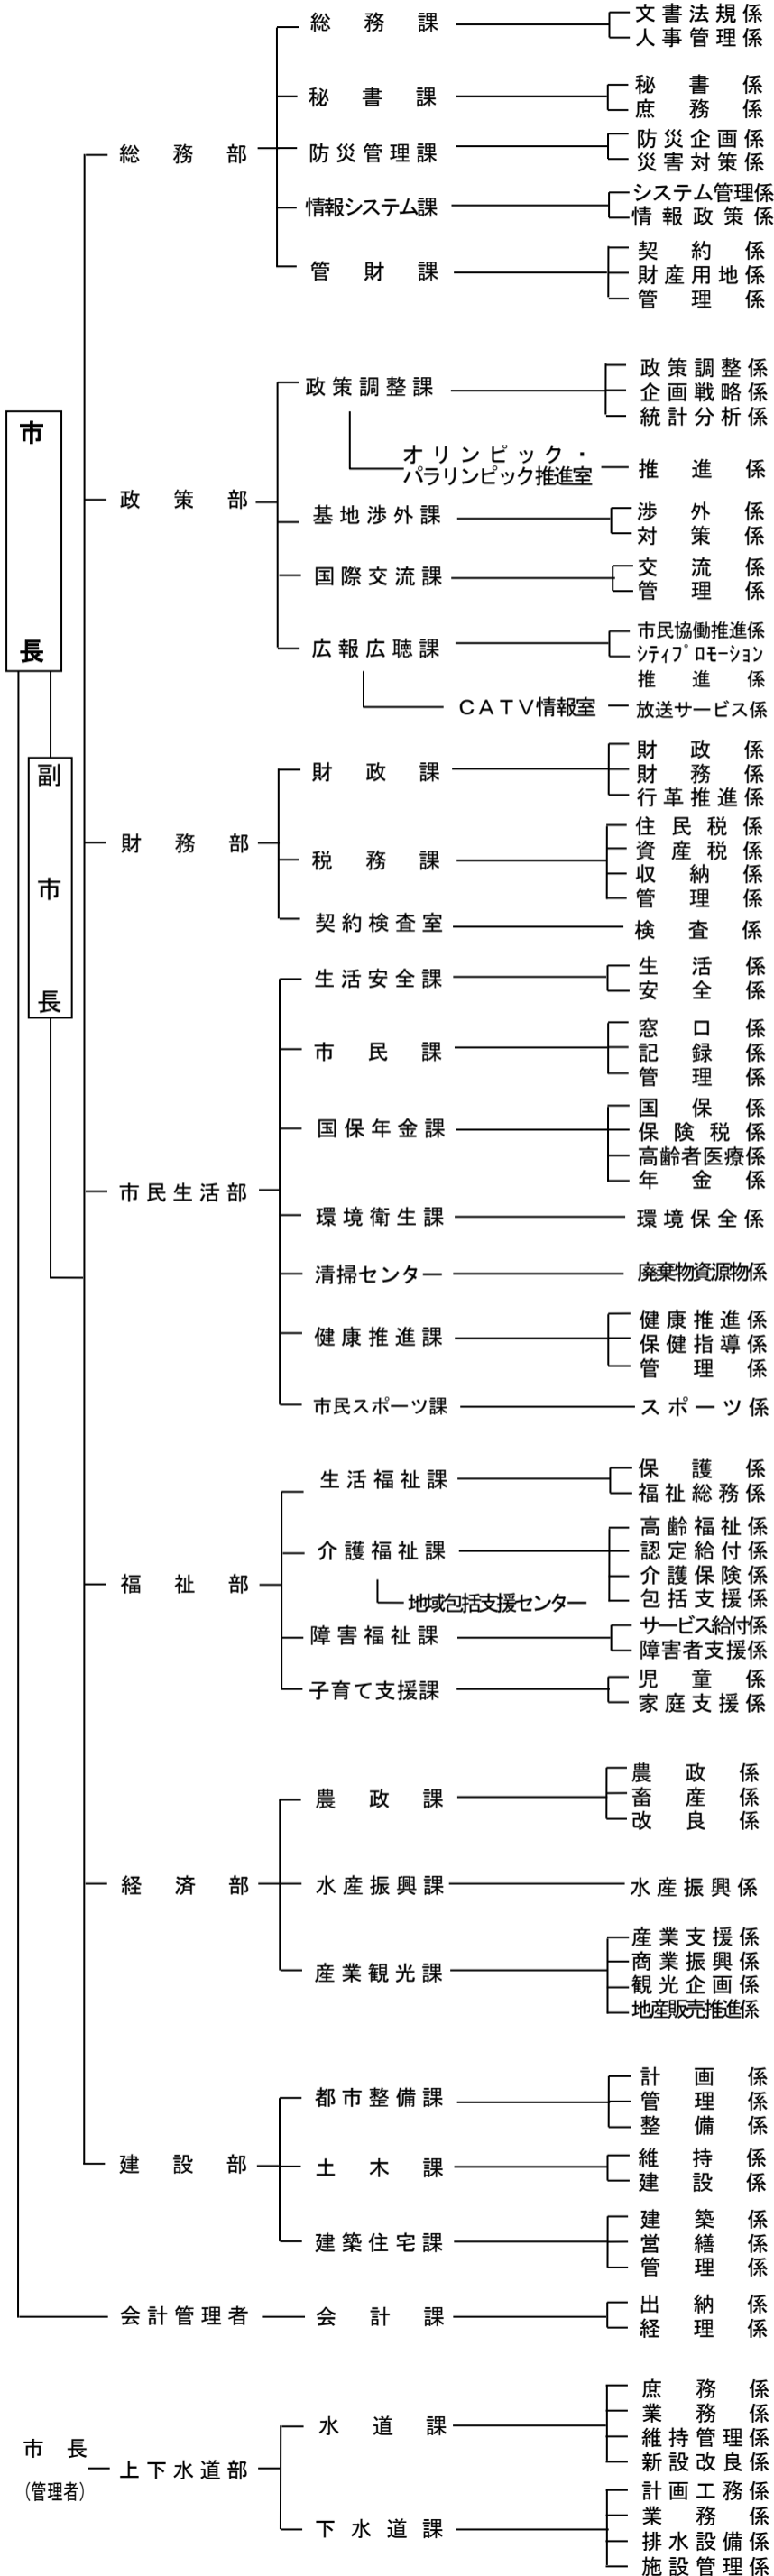 市長
副市長
総務部
総務課
文書法規係
人事管理係
秘書課
秘書係
庶務係
防災管理課
防災企画係
災害対策係
情報システム課
システム管理係
情報政策係
管財課
契約係
財産用地係
管理係
政策部
政策調整課
政策調整係
企画戦略係
統計分析係
オリンピック・
パラリンピック推進室
推進係
基地渉外課
渉外係
対策係
国際交流課
交流係
管理係
広報広聴課
市民協働推進係
シティプロモーション
推進係
CATV情報室
放送サービス係
財務部
財政課
財政係
財務係
行革推進係
税務課
住民税係
資産税係
収納係
管理係
契約検査室
検査係
市民生活部
生活安全課
生活係
安全係
市民課
窓口係
記録係
管理係
国保年金課
国保係
保険税係
高齢者医療係
年金係
環境衛生課
環境保全係
清掃センター
廃棄物資源物係
健康推進課
健康推進係
保健指導係
管理係
市民スポーツ課
スポーツ係
福祉部
生活福祉課
保護係
福祉総務係
介護福祉課
高齢福祉係
認定給付係
介護保険係
包括支援係
地域包括支援センター
障害福祉課
サービス給付係
障害者支援係
子育て支援課
児童係
家庭支援係
経済部
農政課
農政係
畜産係
改良係
水産振興課
水産振興係
産業観光課
産業支援係
商業振興係
観光企画係
地産販売推進係
建設部
都市整備課
計画係
管理係
整備係
土木課
維持係
建設係
建築住宅課
建築係
営繕係
管理係
会計管理者
会計課
出納係
経理係
市長
(管理者)
上下水道部
水道課
庶務係
業務係
維持管理係
新設改良係
下水道課
計画工務係
業務係
排水設備係
施設管理係